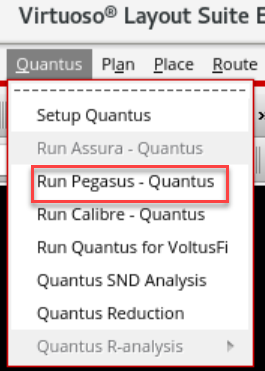 Virtuoso® Layout Suite E
Quantus Plan Place Route
Setup Quantus
Run Assura - Quantus
Run Pegasus - Quantus
Run Calibre - Quantus
Run Quantus for VoltusFi
Quantus SND Analysis
Quantus Reduction
Quantus R-analysis